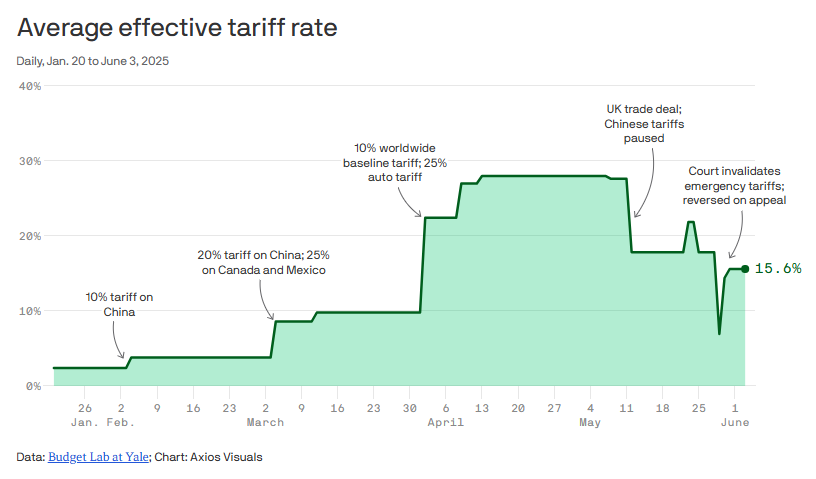 Average effective tariff rate
Daily, Jan. 20 to June 3, 2025
40%
30%
20%
10%
0%
10% tariff on
China
20% tariff on China; 25%
on Canada and Mexico
10% worldwide
baseline tariff; 25%
auto tariff
UK trade deal;
Chinese tariffs
paused
Court invalidates
emergency tariffs;
reversed on appeal
15.6%
26 2 9 16 23 2 9 16 23 30 6 13 20 27 4 11 18 25 1
Jan. Feb. March April May June
Data: Budget Lab at Yale; Chart: Axios Visuals